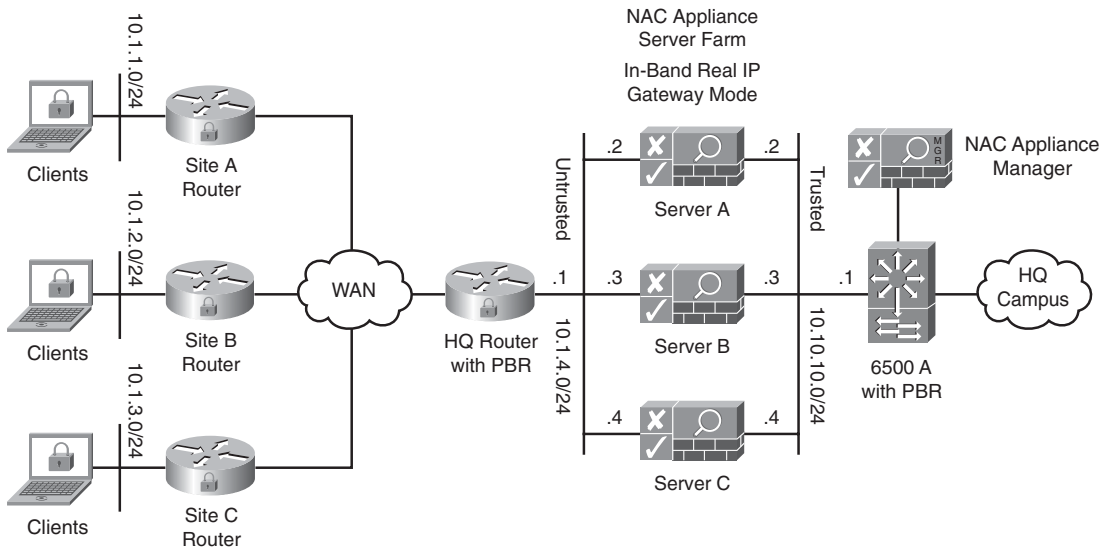 NAC Appliance
Server Farm
In-Band Real IP
Gateway Mode
10.1.1.0/24
Clients
Site A
Router
10.1.2.0/24
Clients
Site B
Router
10.1.3.0/24
Clients
Site C
Router
WAN
HQ Router
with PBR
.1
Untrusted
10.1.4.0/24
.2
.2
Server A
.3
.3
Server B
.4
.4
Server C
Trusted
10.10.10.0/24
.1
MGR
NAC Appliance
Manager
6500 A
with PBR
HQ
Campus